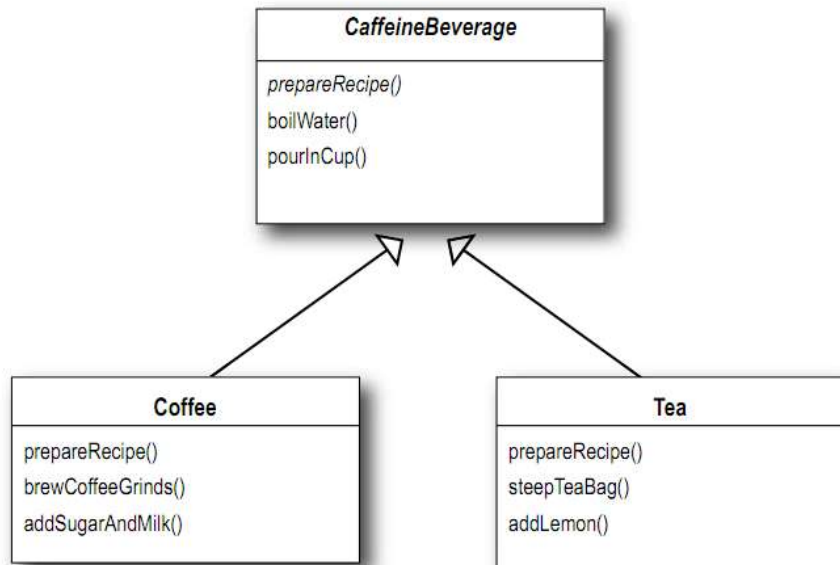 CaffeineBeverage
prepareRecipe()
boilWater()
pourInCup()
Coffee
prepareRecipe()
brewCoffeeGrinds()
addSugarAndMilk()
Tea
prepareRecipe()
steepTeaBag()
addLemon()